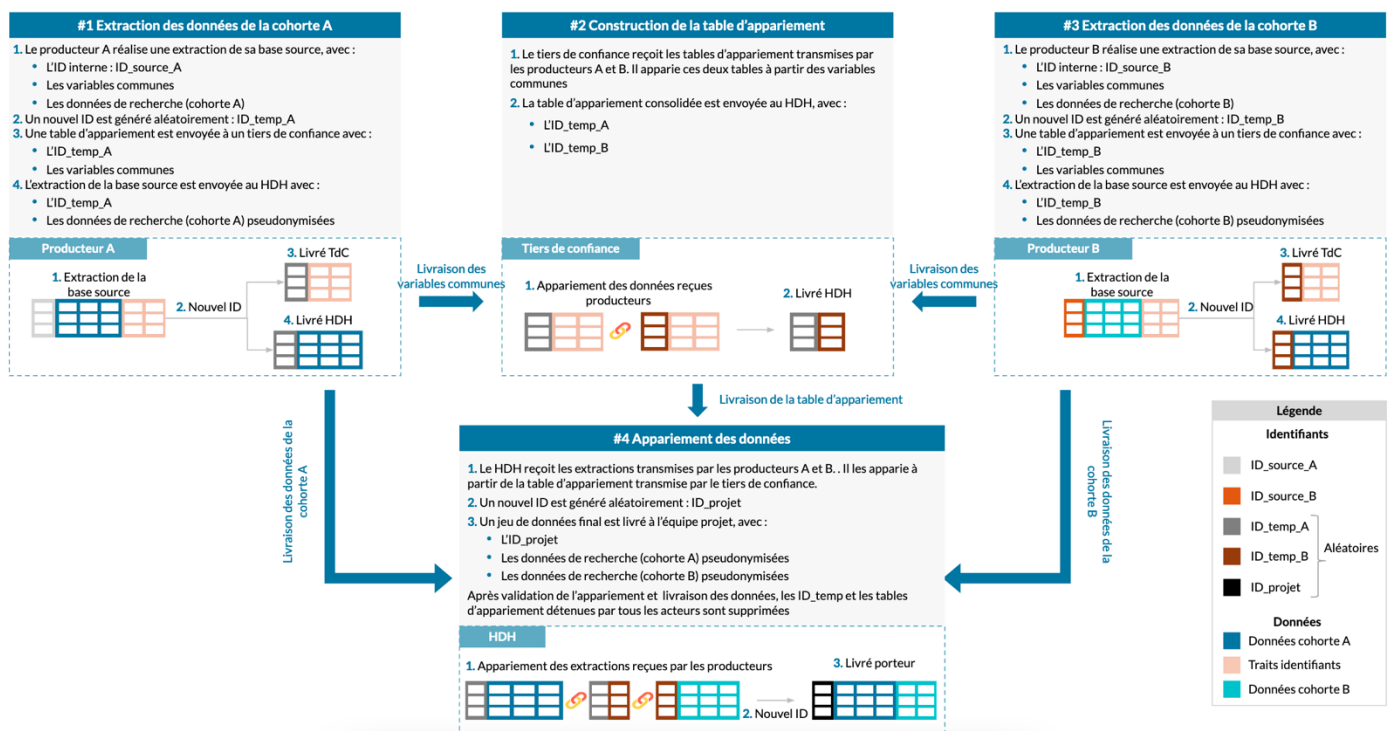 #1 Extraction des données de la cohorte A
1. Le producteur A réalise une extraction de sa base source, avec :
• L'ID interne : ID_source_A
• Les variables communes
• Les données de recherche (cohorte A)
2. Un nouvel ID est généré aléatoirement : ID_temp_A
3. Une table d'appariement est envoyée à un tiers de confiance avec :
• L'ID_temp_A
• Les variables communes
4. L'extraction de la base source est envoyée au HDH avec :
• L'ID_temp_A
• Les données de recherche (cohorte A) pseudonymisées
Producteur A
1. Extraction de la
base source
2. Nouvel ID
3. Livré TdC
4. Livré HDH
Livraison des
variables communes
#2 Construction de la table d'appariement
1. Le tiers de confiance reçoit les tables d'appariement transmises par
les producteurs A et B. Il apparie ces deux tables à partir des variables
communes
2. La table d'appariement consolidée est envoyée au HDH, avec :
• L'ID_temp_A
• L'ID_temp_B
Tiers de confiance
1. Appariement des données reçues
producteurs
2. Livré HDH
Livraison des
variables communes
#3 Extraction des données de la cohorte B
1. Le producteur B réalise une extraction de sa base source, avec :
• L'ID interne : ID_source_B
• Les variables communes
• Les données de recherche (cohorte B)
2. Un nouvel ID est généré aléatoirement : ID_temp_B
3. Une table d'appariement est envoyée à un tiers de confiance avec :
• L'ID_temp_B
• Les variables communes
4. L'extraction de la base source est envoyée au HDH avec :
• L'ID_temp_B
• Les données de recherche (cohorte B) pseudonymisées
Producteur B
1. Extraction de la
base source
2. Nouvel ID
3. Livré TdC
4. Livré HDH
Livraison des données de la
cohorte A
Livraison de la table d'appariement
Livraison des données de la
cohorte B
#4 Appariement des données
1. Le HDH reçoit les extractions transmises par les producteurs A et B. . Il les apparie à
partir de la table d'appariement transmise par le tiers de confiance.
2. Un nouvel ID est généré aléatoirement : ID_projet
3. Un jeu de données final est livré à l'équipe projet, avec :
• L'ID_projet
• Les données de recherche (cohorte A) pseudonymisées
• Les données de recherche (cohorte B) pseudonymisées
Après validation de l'appariement et livraison des données, les ID_temp et les tables
d'appariement détenues par tous les acteurs sont supprimées
HDH
1. Appariement des extractions reçues par les producteurs
2. Nouvel ID
3. Livré porteur
Légende
Identifiants
ID_source_A
ID_source_B
ID_temp_A
ID_temp_B
ID_projet
Aléatoires
Données
Données cohorte A
Traits identifiants
Données cohorte B